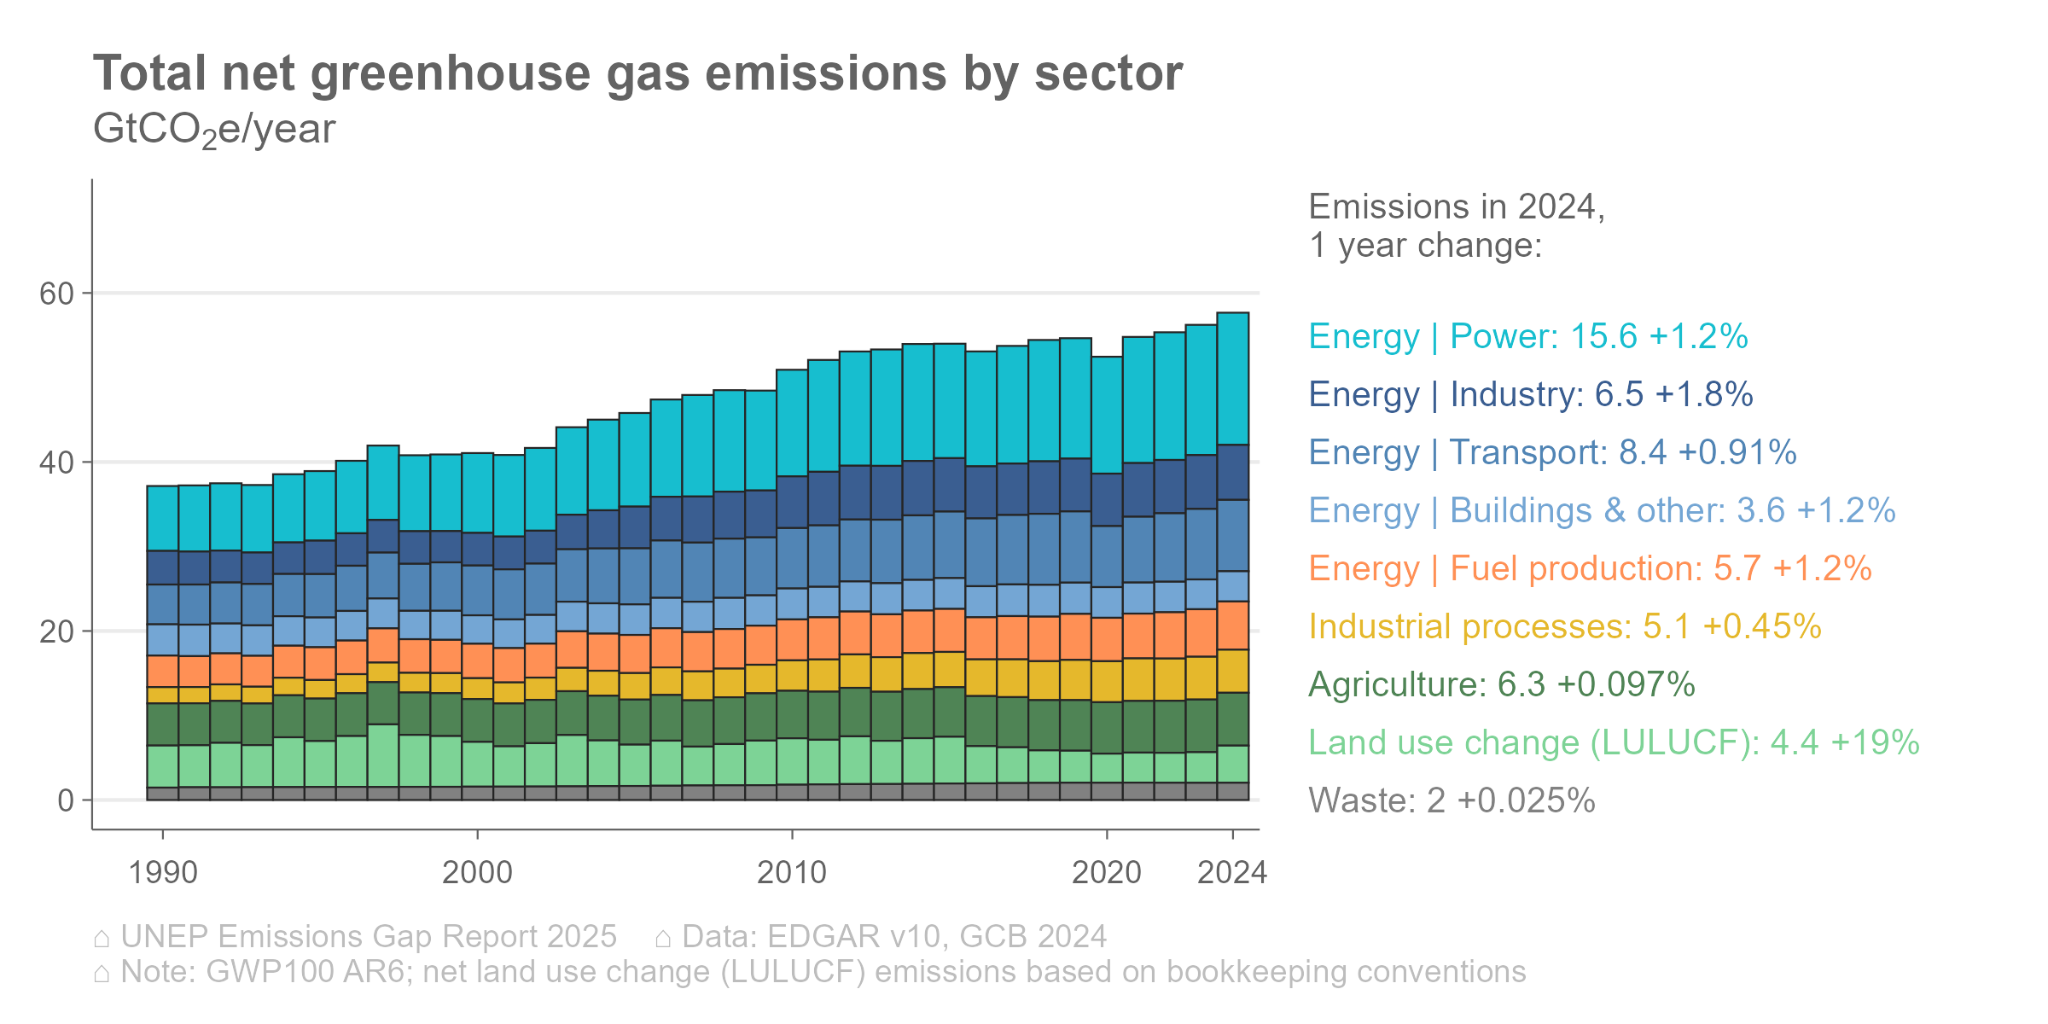 Total net greenhouse gas emissions by sector
GtCO₂e/year
60
40
20
0
1990 2000 2010 2020 2024
Emissions in 2024,
1 year change:
Energy | Power: 15.6 +1.2%
Energy | Industry: 6.5 +1.8%
Energy | Transport: 8.4 +0.91%
Energy | Buildings & other: 3.6 +1.2%
Energy | Fuel production: 5.7 +1.2%
Industrial processes: 5.1 +0.45%
Agriculture: 6.3 +0.097%
Land use change (LULUCF): 4.4 +19%
Waste: 2 +0.025%
⌂ UNEP Emissions Gap Report 2025 ⌂ Data: EDGAR v10, GCB 2024
⌂ Note: GWP100 AR6; net land use change (LULUCF) emissions based on bookkeeping conventions